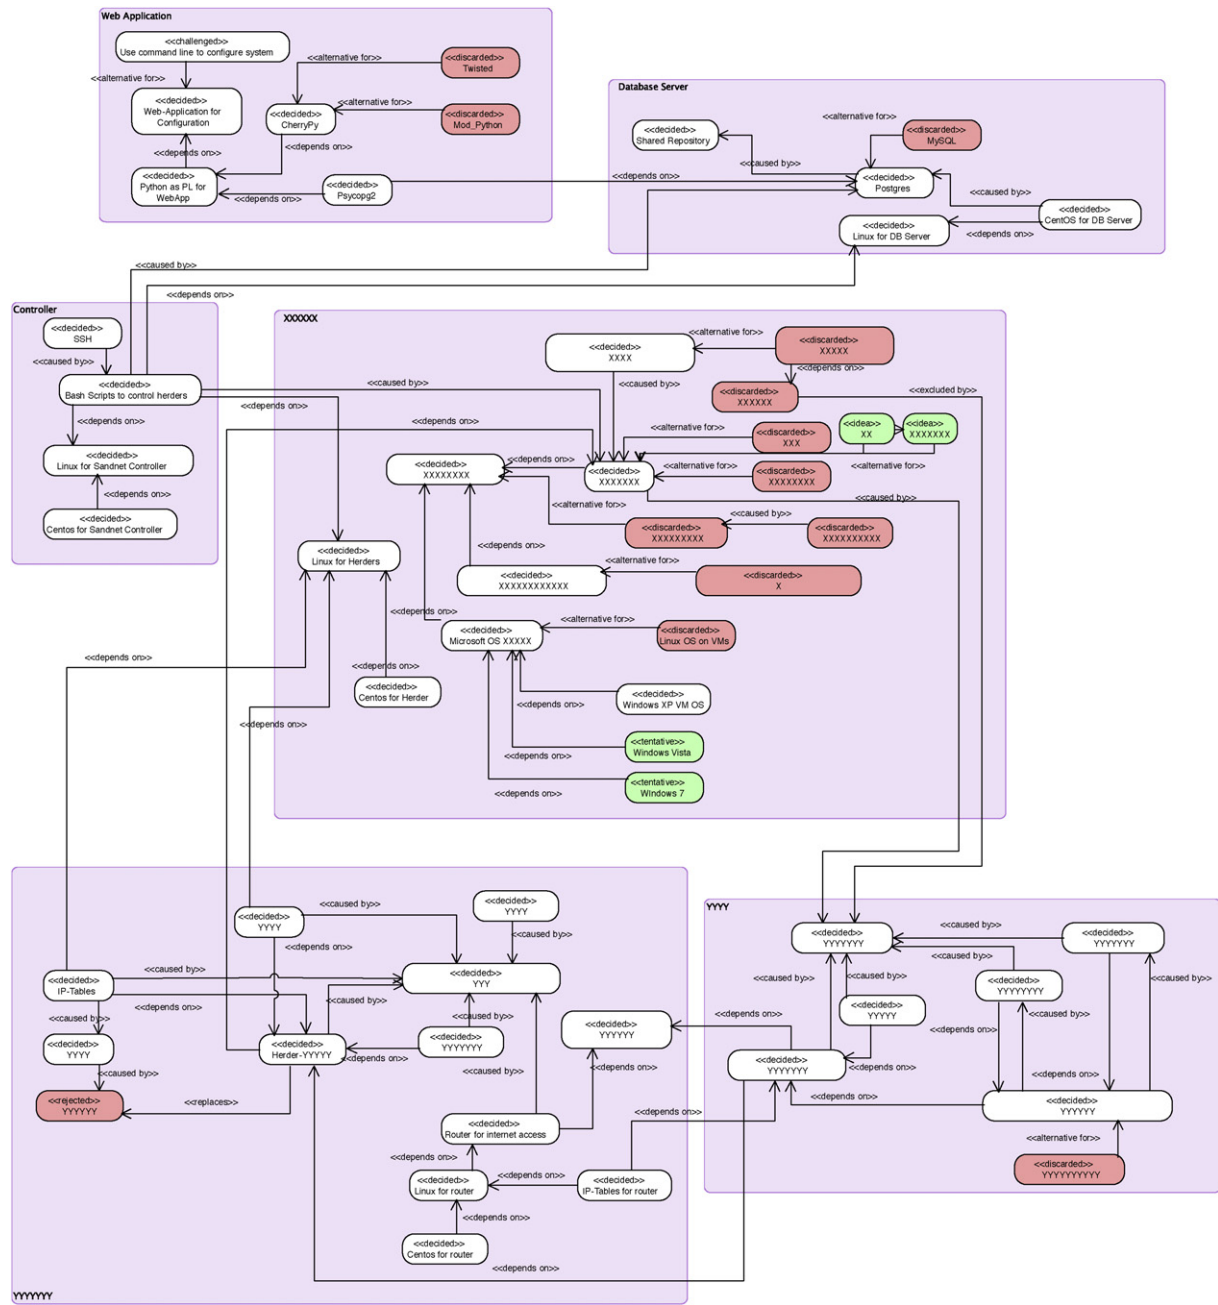 Web Application
<<challenged>>
Use command line to configure system
<<alternative for>>
<<discarded>>
Twisted
<<alternative for>>
<<decided>>
Web-Application for
Configuration
<<decided>>
CherryPy
<<alternative for>>
<<discarded>>
Mod_Python
<<depends on>>
<<depends on>>
<<decided>>
Python as PL for
WebApp
<<decided>>
Psycopg2
<<depends on>>
Database Server
<<alternative for>>
<<decided>>
Shared Repository
<<discarded>>
MySQL
<<caused by>>
<<decided>>
Postgres
<<caused by>>
<<decided>>
CentOS for DB Server
<<decided>>
Linux for DB Server
<<depends on>>
<<depends on>>
<<caused by>>
<<depends on>>
Controller
<<decided>>
SSH
<<caused by>>
<<decided>>
Bash Scripts to control herders
<<depends on>>
<<decided>>
Linux for Sandnet Controller
<<depends on>>
<<decided>>
Centos for Sandnet Controller
XXXXXX
<<decided>>
XXXX
<<alternative for>>
<<discarded>>
XXXXX
<<depends on>>
<<caused by>>
<<caused by>>
<<discarded>>
XXXXXX
<<excluded by>>
<<depends on>>
<<depends on>>
<<alternative for>>
<<discarded>>
XXX
<<idea>>
XX
<<idea>>
XXXXXXX
<<decided>>
XXXXXXXX
<<depends on>>
<<decided>>
XXXXXXX
<<alternative for>>
<<discarded>>
XXXXXXXX
<<alternative for>>
<<caused by>>
<<alternative for>>
<<discarded>>
XXXXXXXXX
<<caused by>>
<<discarded>>
XXXXXXXXXX
<<decided>>
Linux for Herders
<<depends on>>
<<decided>>
XXXXXXXXXXXX
<<alternative for>>
<<discarded>>
X
<<depends on>>
<<decided>>
Microsoft OS XXXXX
<<alternative for>>
<<discarded>>
Linux OS on VMs
<<depends on>>
<<depends on>>
<<decided>>
Centos for Herder
<<decided>>
Windows XP VM OS
<<depends on>>
<<depends on>>
<<tentative>>
Windows Vista
<<depends on>>
<<tentative>>
Windows 7
<<depends on>>
<<decided>>
YYYY
<<caused by>>
<<decided>>
YYYY
<<caused by>>
<<depends on>>
<<decided>>
IP-Tables
<<caused by>>
<<decided>>
YYY
<<depends on>>
<<caused by>>
<<caused by>>
<<caused by>>
<<decided>>
YYYY
<<decided>>
Herder-YYYYY
<<decided>>
YYYYYYY
<<decided>>
YYYYYY
<<depends on>>
<<caused by>>
<<caused by>>
<<rejected>>
YYYYYY
<<replaces>>
<<decided>>
Router for internet access
<<depends on>>
<<depends on>>
<<decided>>
Linux for router
<<depends on>>
<<decided>>
IP-Tables for router
<<depends on>>
<<decided>>
Centos for router
<<depends on>>
YYYYYYY
YYYY
<<decided>>
YYYYYYY
<<caused by>>
<<decided>>
YYYYYYY
<<caused by>>
<<caused by>>
<<caused by>>
<<decided>>
YYYYYYYY
<<caused by>>
<<decided>>
YYYYY
<<depends on>>
<<depends on>>
<<decided>>
YYYYYYY
<<depends on>>
<<depends on>>
<<depends on>>
<<decided>>
YYYYYY
<<alternative for>>
<<discarded>>
YYYYYYYYYY